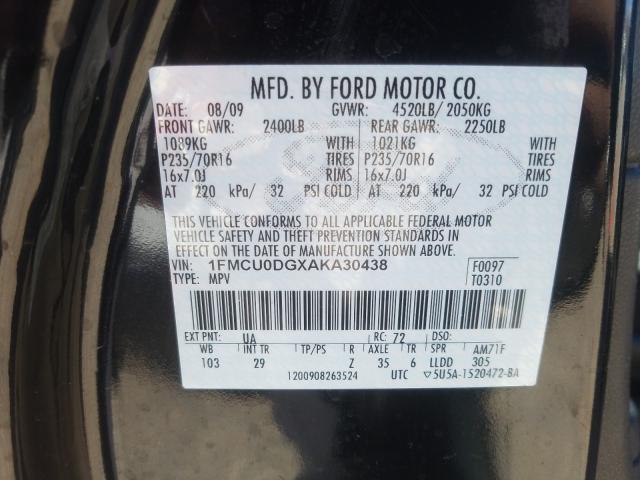 MFD. BY FORD MOTOR CO.
DATE: 08/09 GVWR: 4520LB/ 2050KG
FRONT GAWR: 2400LB REAR GAWR: 2250LB
1089KG WITH 1021KG WITH
P235/70R16 TIRES P235/70R16 TIRES
16x7.0J RIMS 16x7.0J RIMS
AT 220 kPa/ 32 PSI COLD AT 220 kPa/ 32 PSI COLD
THIS VEHICLE CONFORMS TO ALL APPLICABLE FEDERAL MOTOR
VEHICLE SAFETY AND THEFT PREVENTION STANDARDS IN
EFFECT ON THE DATE OF MANUFACTURE SHOWN ABOVE.
VIN: 1FMCU0DGXAKA30438 F0097
TYPE: MPV T0310
EXT PNT: UA RC: 72 DSO:
WB INT TR TP/PS R AXLE TR SPR AM71F
103 29 Z 35 6 LLDD 305
1200908263524 UTC ▽5U5A-1520472-BA